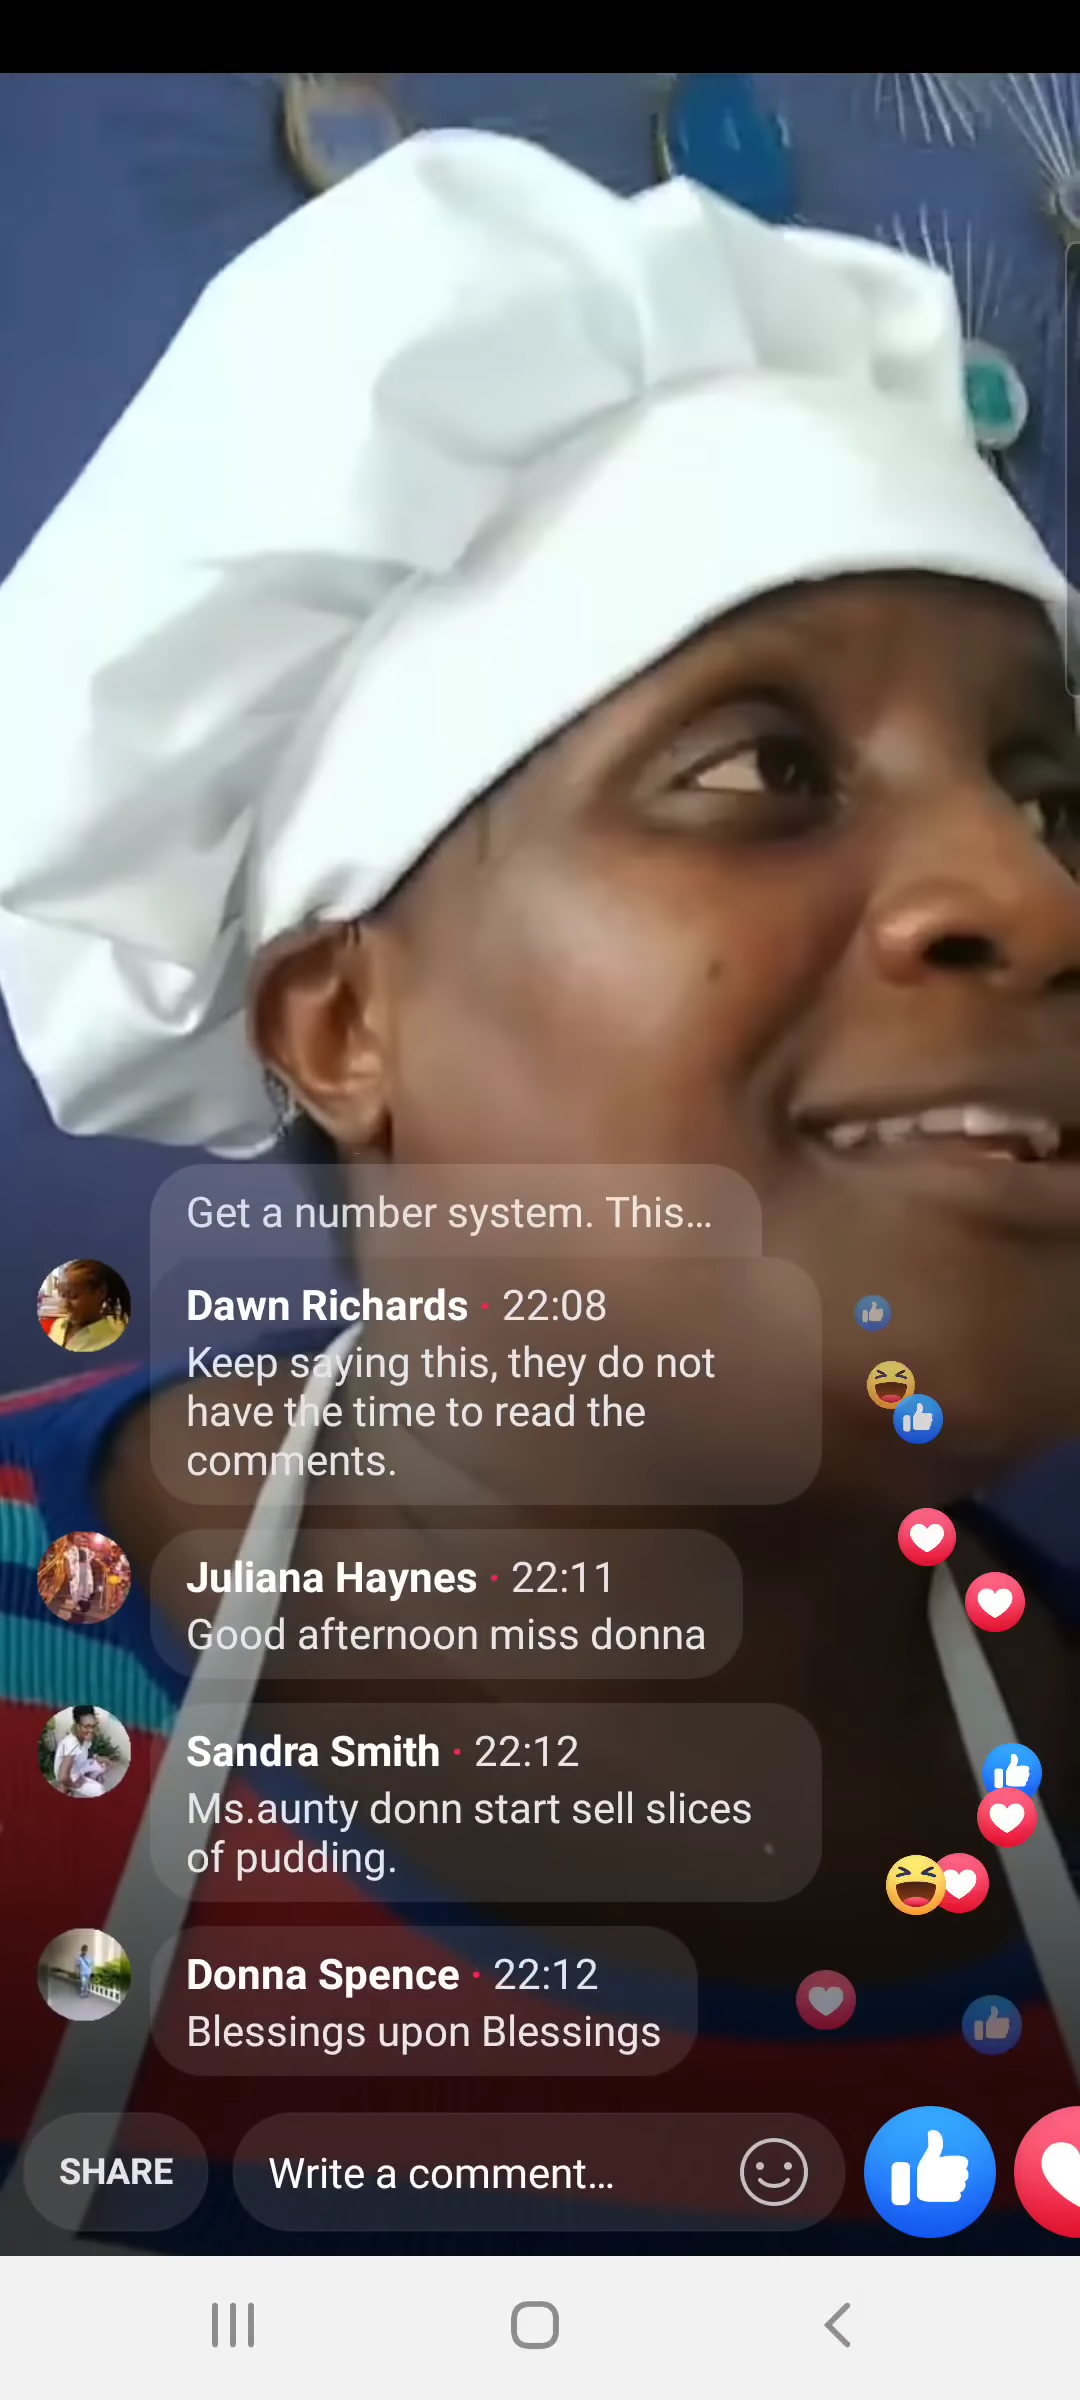 Get a number system. This...
Dawn Richards · 22:08
Keep saying this, they do not
have the time to read the
comments.
Juliana Haynes · 22:11
Good afternoon miss donna
Sandra Smith · 22:12
Ms.aunty donn start sell slices
of pudding.
Donna Spence · 22:12
Blessings upon Blessings
SHARE
Write a comment...